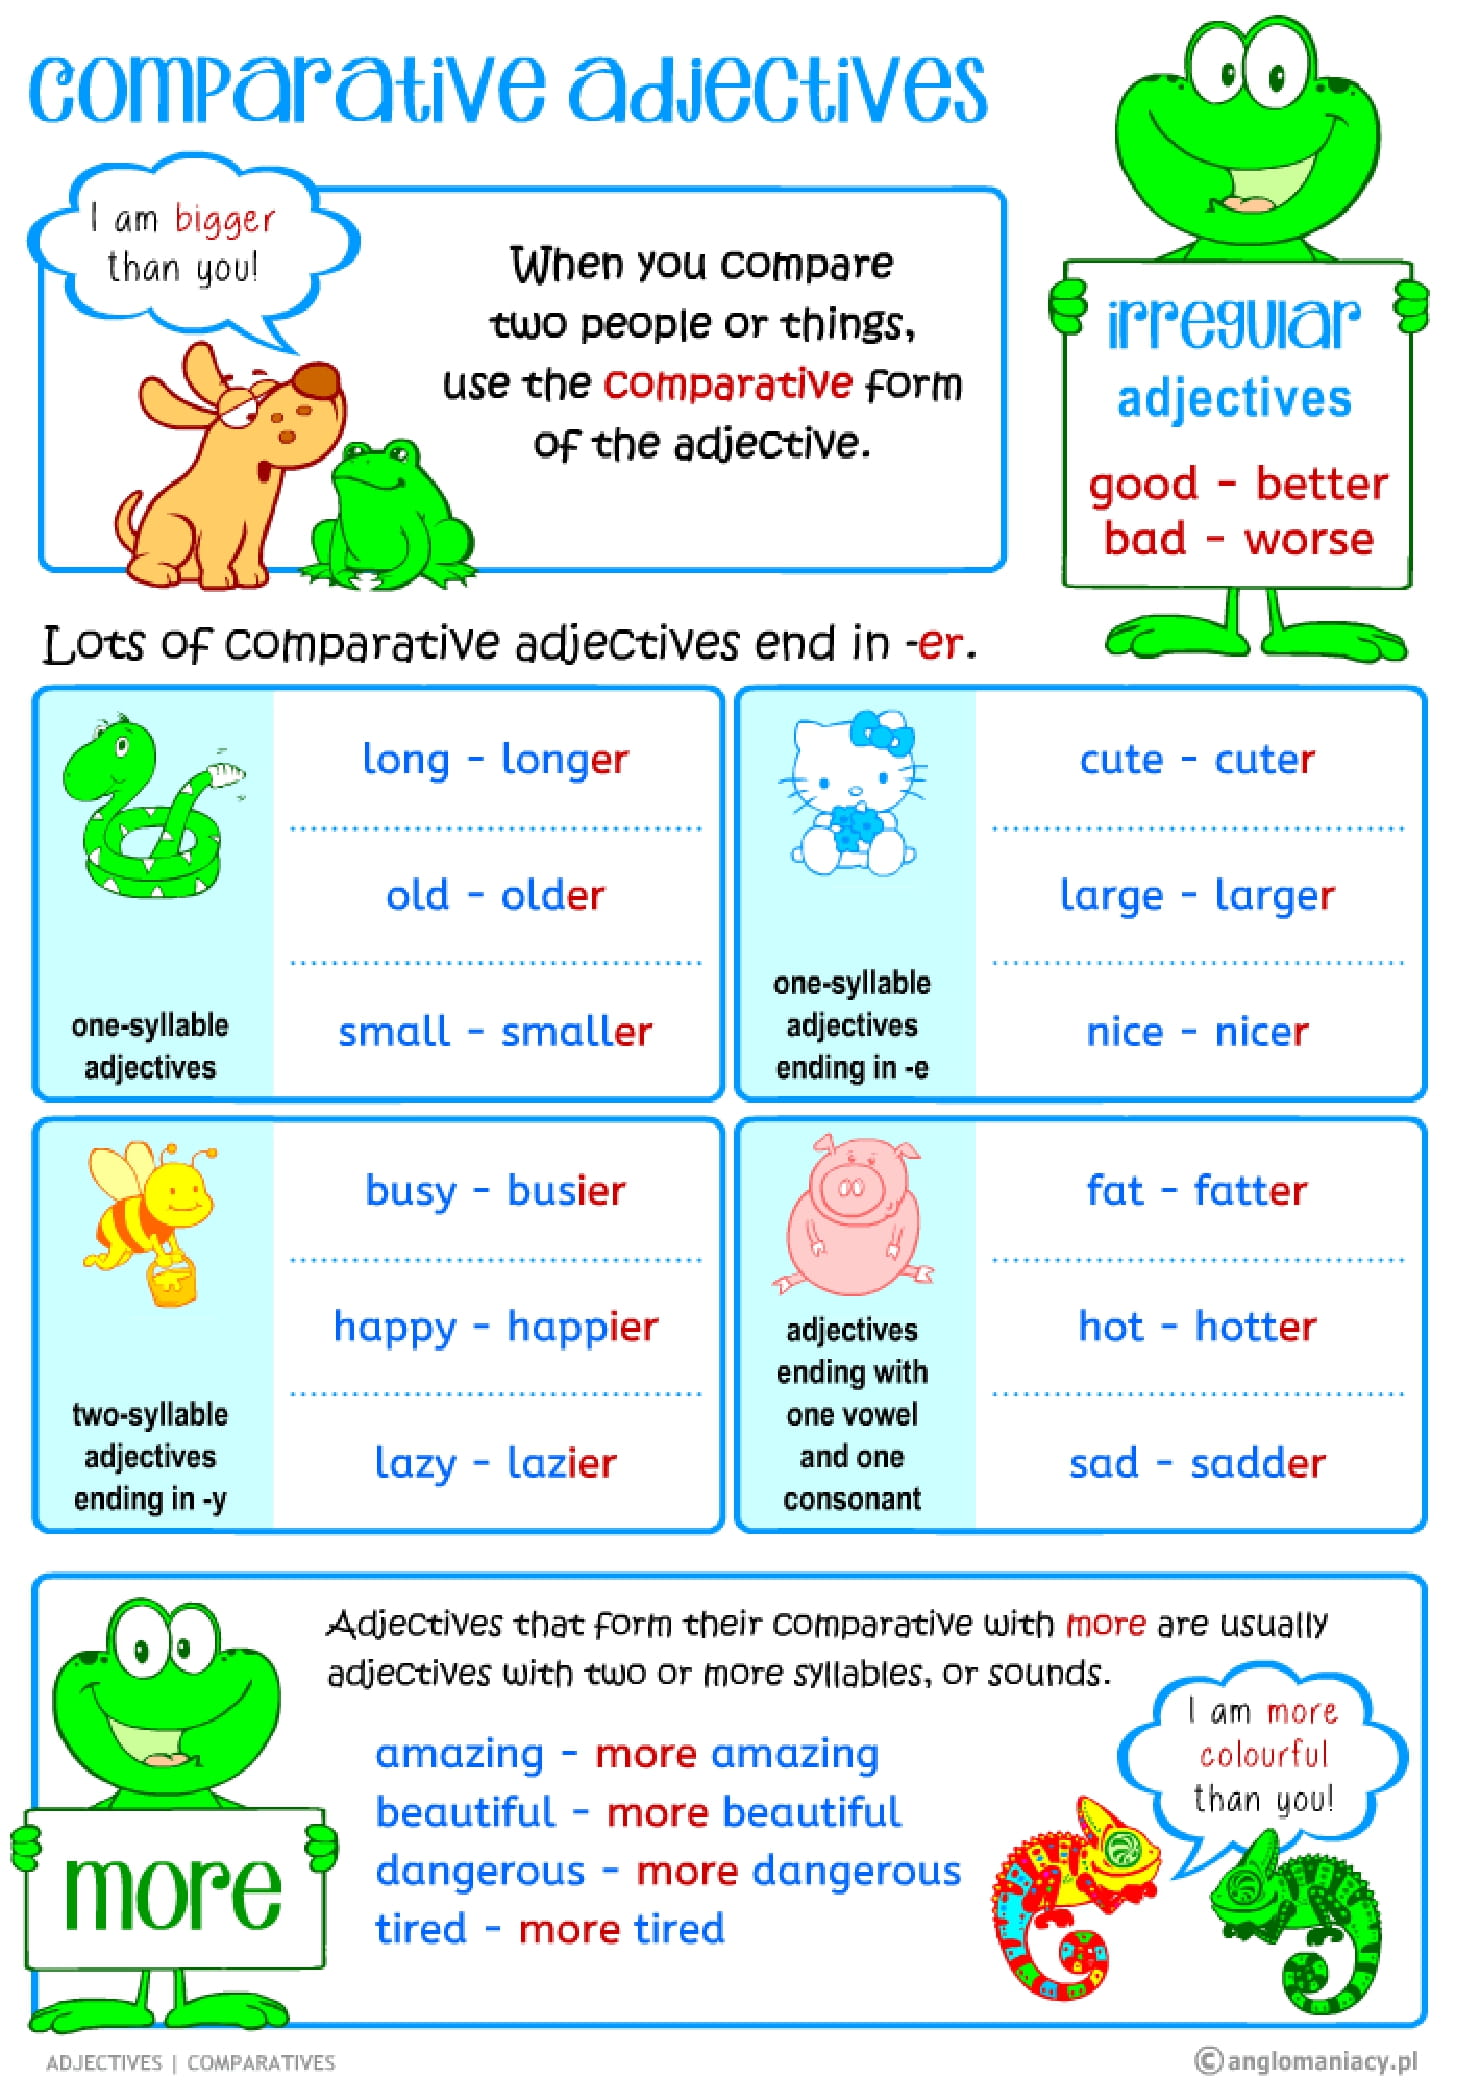 comparative adjectives
I am bigger
than you!
When you compare
two people or things,
use the comparative form
of the adjective.
irregular
adjectives
good - better
bad - worse
Lots of comparative adjectives end in -er.
long - longer
old - older
small - smaller
one-syllable
adjectives
cute - cuter
large - larger
nice - nicer
one-syllable
adjectives
ending in -e
busy - busier
happy - happier
lazy - lazier
two-syllable
adjectives
ending in -y
fat - fatter
hot - hotter
sad - sadder
adjectives
ending with
one vowel
and one
consonant
Adjectives that form their comparative with more are usually
adjectives with two or more syllables, or sounds.
more
amazing - more amazing
beautiful - more beautiful
dangerous - more dangerous
tired - more tired
I am more
colourful
than you!
ADJECTIVES | COMPARATIVES
©anglomaniacy.pl